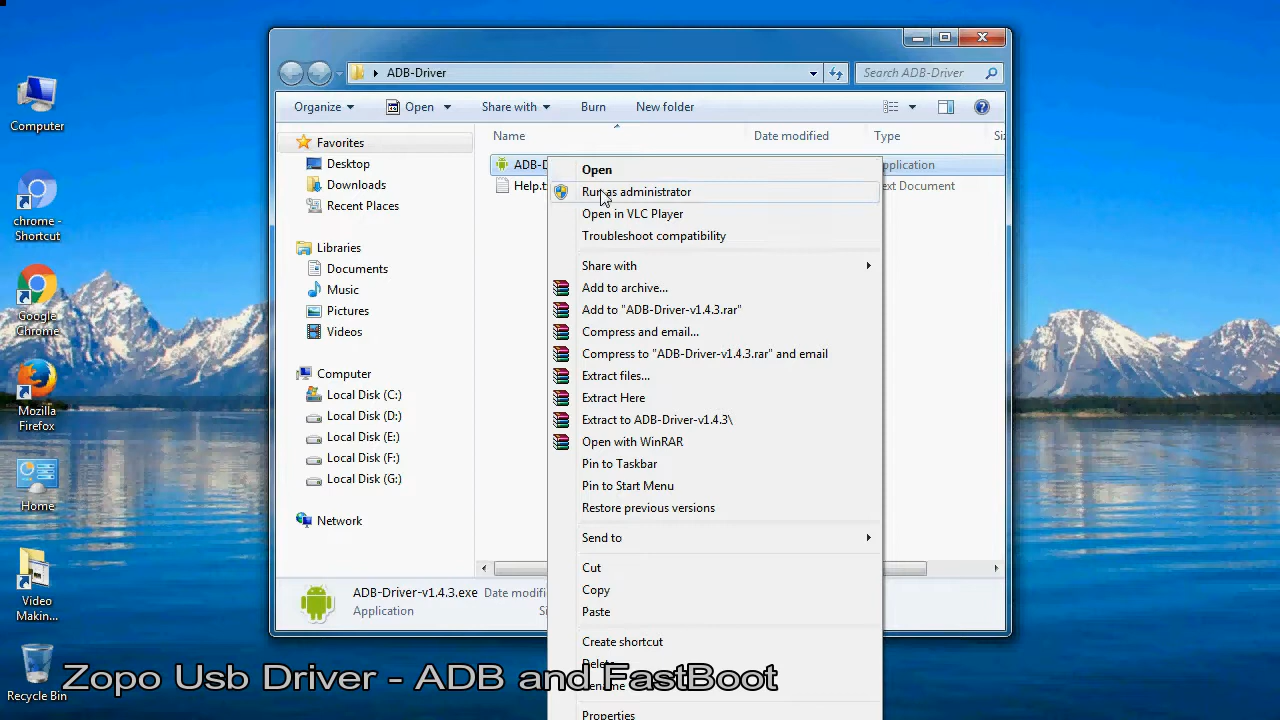 ADB-Driver
Search ADB-Driver
Organize
Open
Share with
Burn
New folder
Name
Date modified
Type
Favorites
Desktop
Downloads
Recent Places
Libraries
Documents
Music
Pictures
Videos
Computer
Local Disk (C:)
Local Disk (D:)
Local Disk (E:)
Local Disk (F:)
Local Disk (G:)
Network
ADB-D
pplication
Help.t
ext Document
Open
Run as administrator
Open in VLC Player
Troubleshoot compatibility
Share with
Add to archive...
Add to "ADB-Driver-v1.4.3.rar"
Compress and email...
Compress to "ADB-Driver-v1.4.3.rar" and email
Extract files...
Extract Here
Extract to ADB-Driver-v1.4.3\
Open with WinRAR
Pin to Taskbar
Pin to Start Menu
Restore previous versions
Send to
Cut
Copy
Paste
Create shortcut
Delete
Properties
ADB-Driver-v1.4.3.exe Date modifi
Application
Computer
chrome -
Shortcut
Google
Chrome
Mozilla
Firefox
Home
Video
Makin...
Recycle Bin
Zopo Usb Driver - ADB and FastBoot